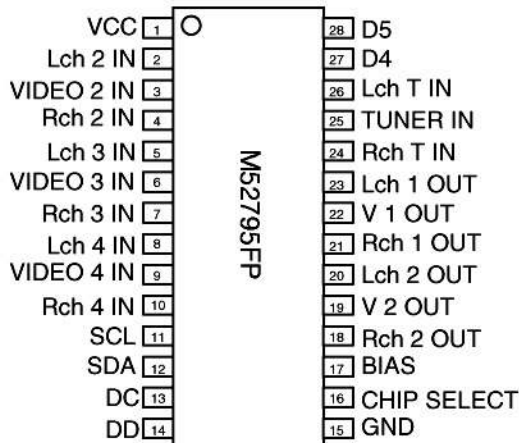 VCC 1 28 D5
Lch 2 IN 2 27 D4
VIDEO 2 IN 3 26 Lch T IN
Rch 2 IN 4 25 TUNER IN
Lch 3 IN 5 24 Rch T IN
VIDEO 3 IN 6 23 Lch 1 OUT
Rch 3 IN 7 22 V 1 OUT
Lch 4 IN 8 21 Rch 1 OUT
VIDEO 4 IN 9 20 Lch 2 OUT
Rch 4 IN 10 19 V 2 OUT
SCL 11 18 Rch 2 OUT
SDA 12 17 BIAS
DC 13 16 CHIP SELECT
DD 14 15 GND
M52795FP